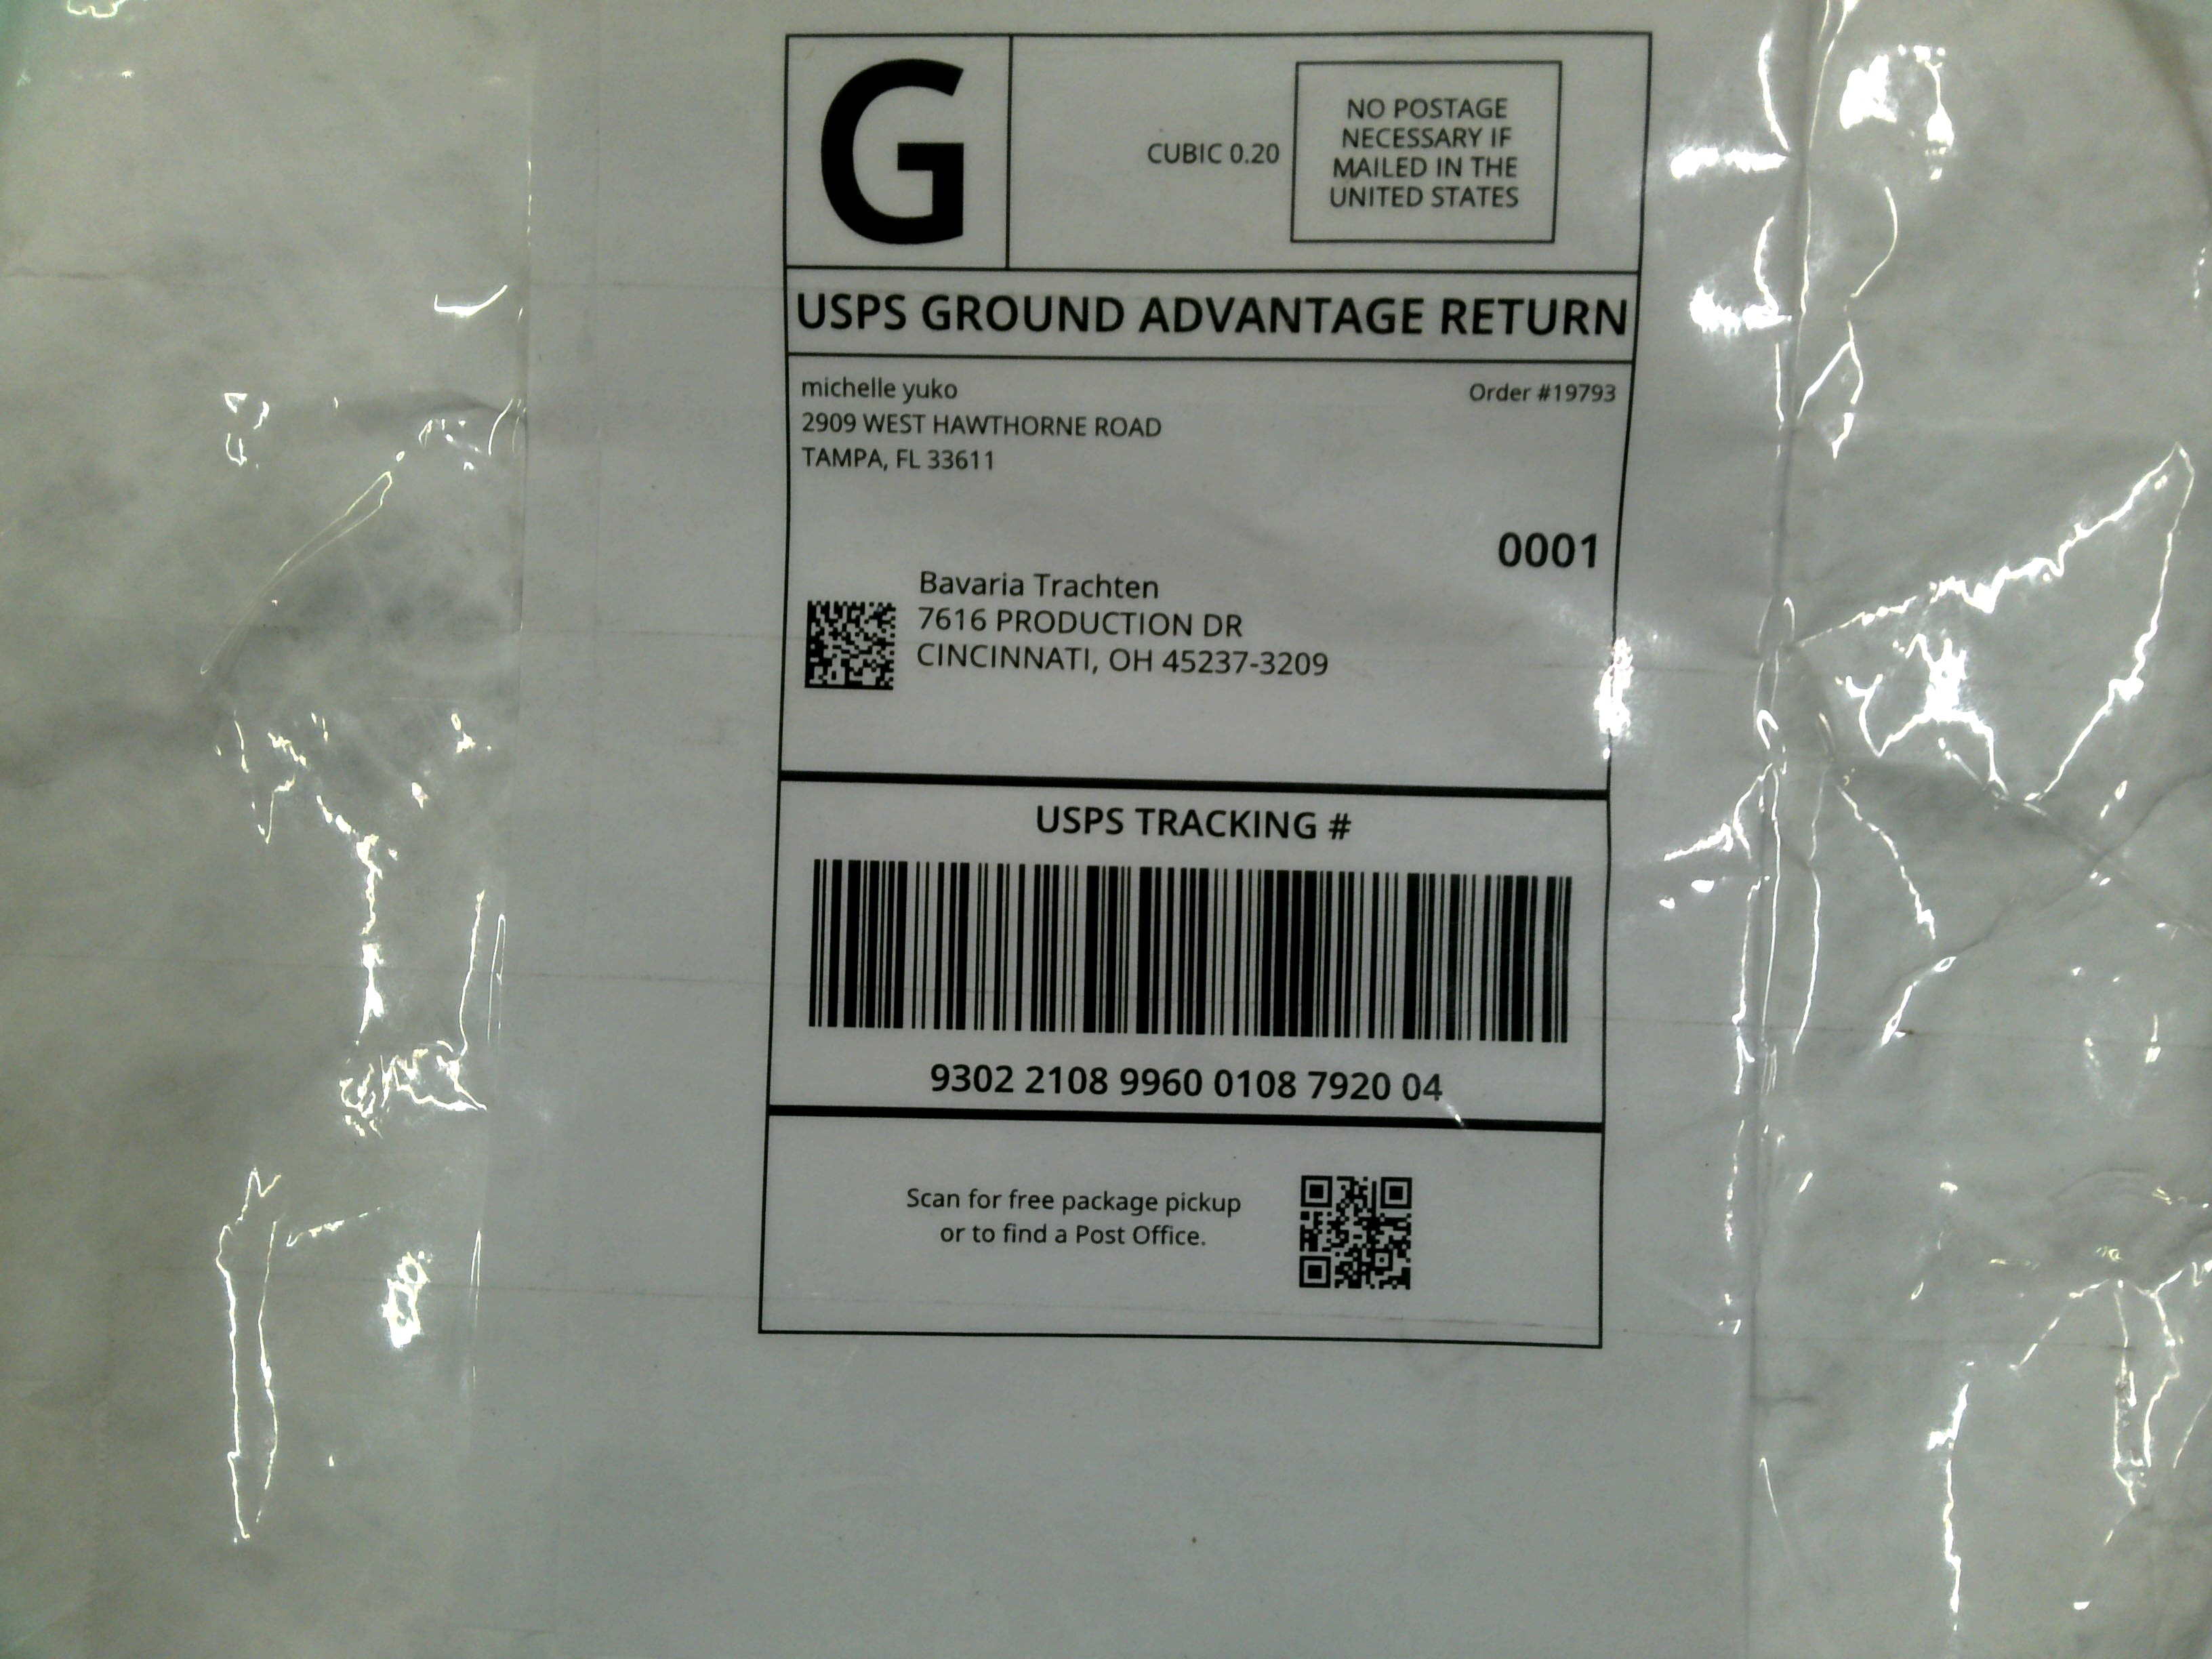 G
CUBIC 0.20
NO POSTAGE
NECESSARY IF
MAILED IN THE
UNITED STATES
USPS GROUND ADVANTAGE RETURN
michelle yuko
Order #19793
2909 WEST HAWTHORNE ROAD
TAMPA, FL 33611
0001
Bavaria Trachten
7616 PRODUCTION DR
CINCINNATI, OH 45237-3209
USPS TRACKING #
9302 2108 9960 0108 7920 04
Scan for free package pickup
or to find a Post Office.